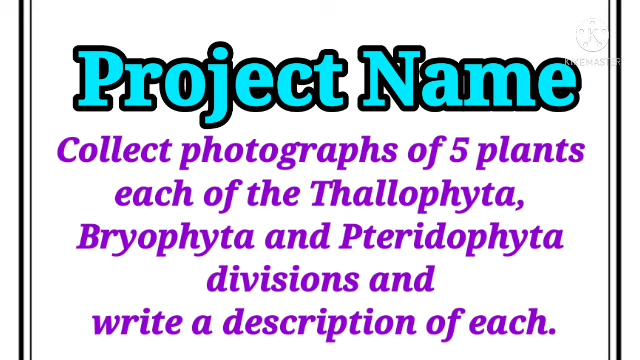 KINEMASTER
Project Name
Collect photographs of 5 plants
each of the Thallophyta,
Bryophyta and Pteridophyta
divisions and
write a description of each.